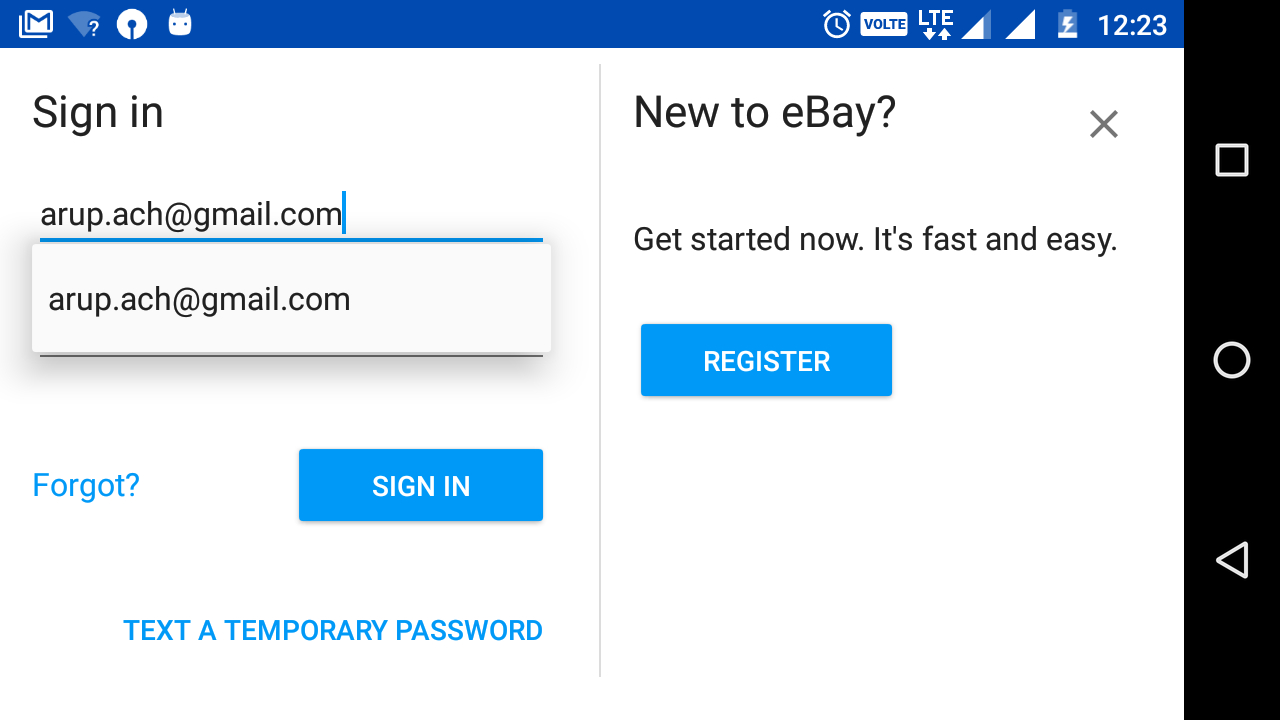 VOLTE LTE 12:23
Sign in
arup.ach@gmail.com
arup.ach@gmail.com
Forgot?
SIGN IN
TEXT A TEMPORARY PASSWORD
New to eBay?
Get started now. It's fast and easy.
REGISTER